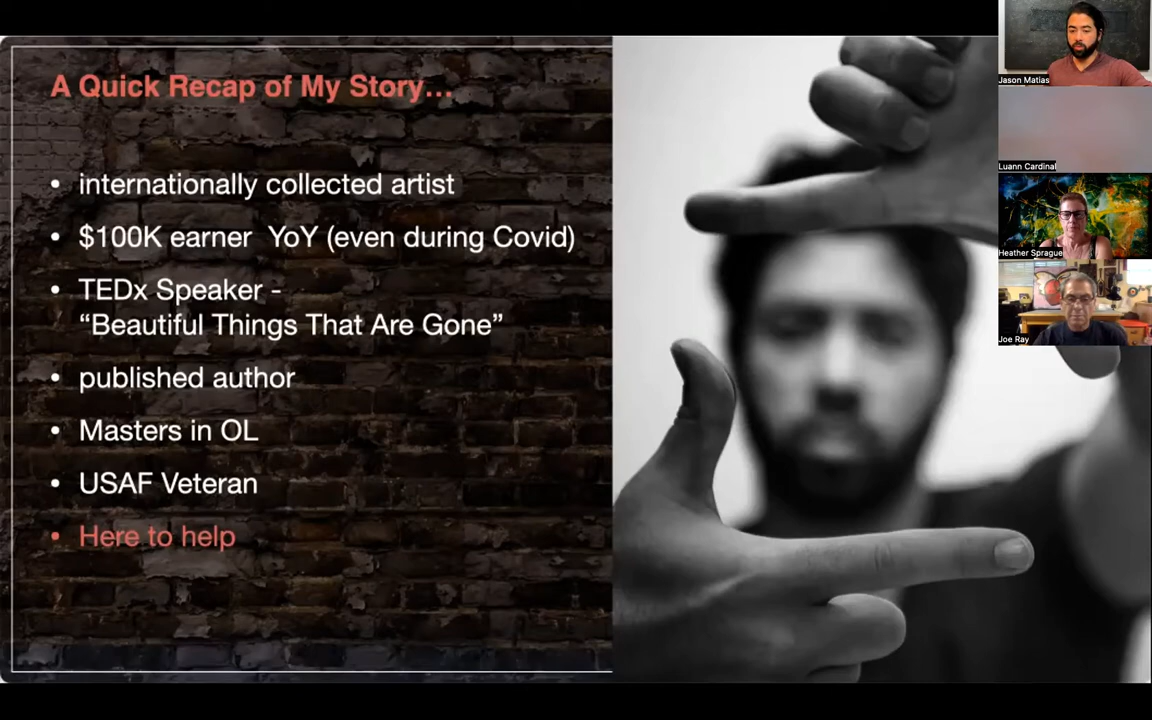 A Quick Recap of My Story...
• internationally collected artist
• $100K earner  YoY (even during Covid)
• TEDx Speaker -
“Beautiful Things That Are Gone”
• published author
• Masters in OL
• USAF Veteran
• Here to help
Jason Matias
Luann Cardinal
Heather Sprague
Joe Ray